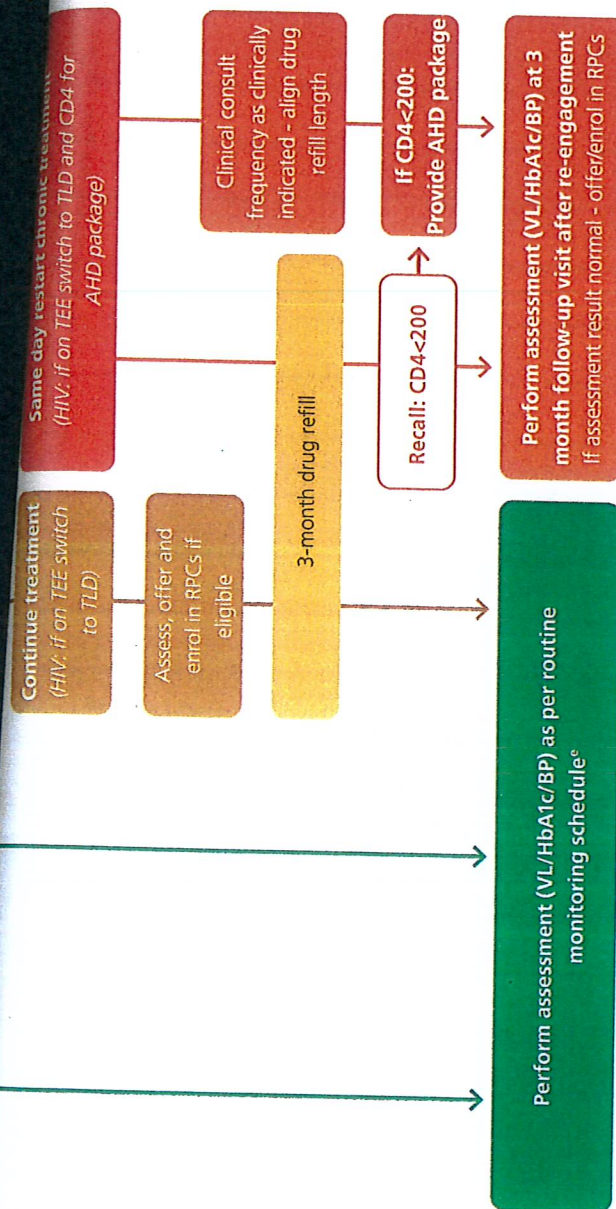 Continue treatment
(HIV: if on TEE switch
to TLD)
Same day restart chronic treatment
(HIV: if on TEE switch to TLD and CD4 for
AHD package)
Assess, offer and
enrol in RPCs if
eligible
Clinical consult
frequency as clinically
indicated - align drug
refill length
3-month drug refill
Recall: CD4<200
If CD4<200:
Provide AHD package
Perform assessment (VL/HbA1c/BP) as per routine
monitoring scheduleᵉ
Perform assessment (VL/HbA1c/BP) at 3
month follow-up visit after re-engagement
If assessment result normal - offer/enrol in RPCs